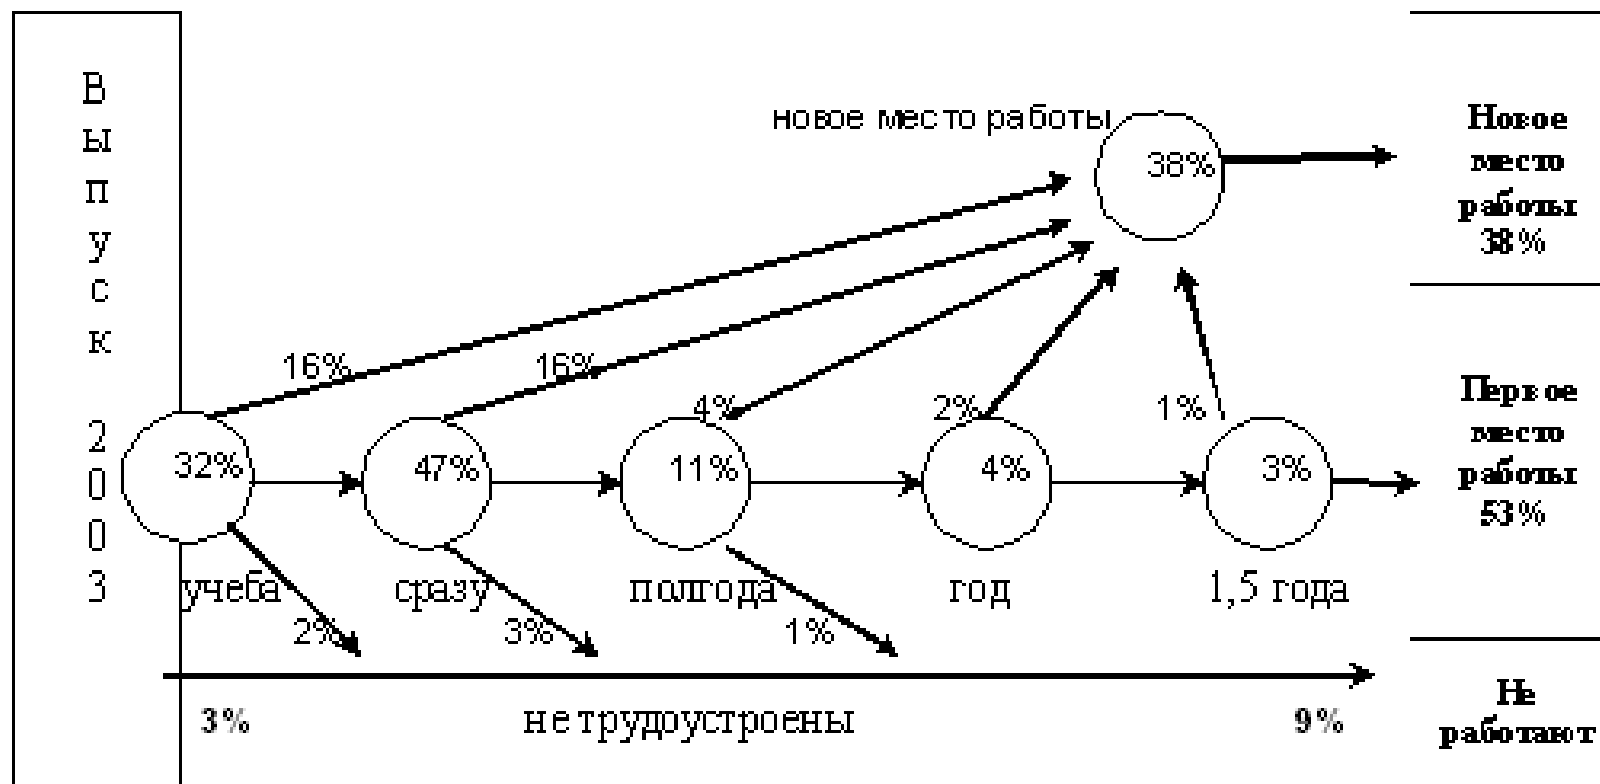 Выпуск 2003
новое место работы
38%
Новое
место
работы
38%
16%
16%
4%
2%
1%
Первое
место
работы
53%
32%
47%
11%
4%
3%
учеба
сразу
полгода
год
1,5 года
2%
3%
1%
3%
не трудоустроены
9%
Не
работают